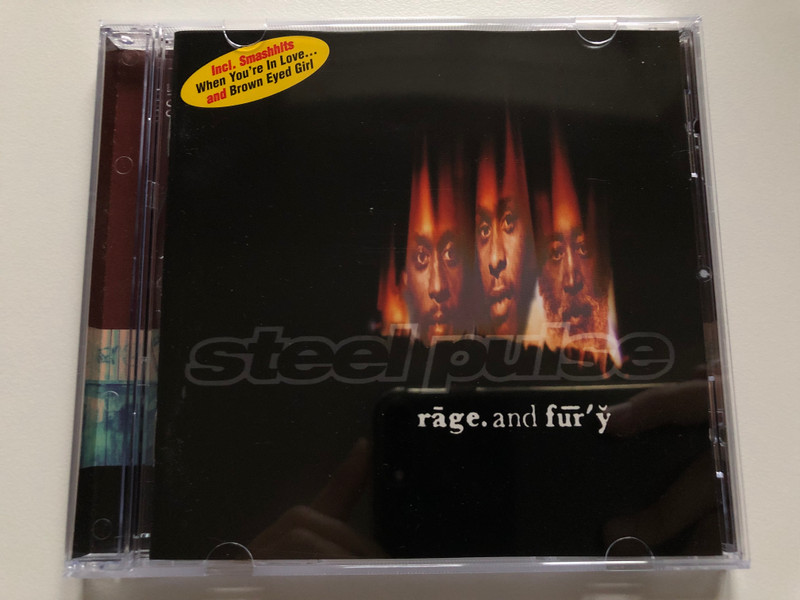 Incl. Smashhits
When You're In Love...
and Brown Eyed Girl
steel pulse
rāge.and fūr'y̆